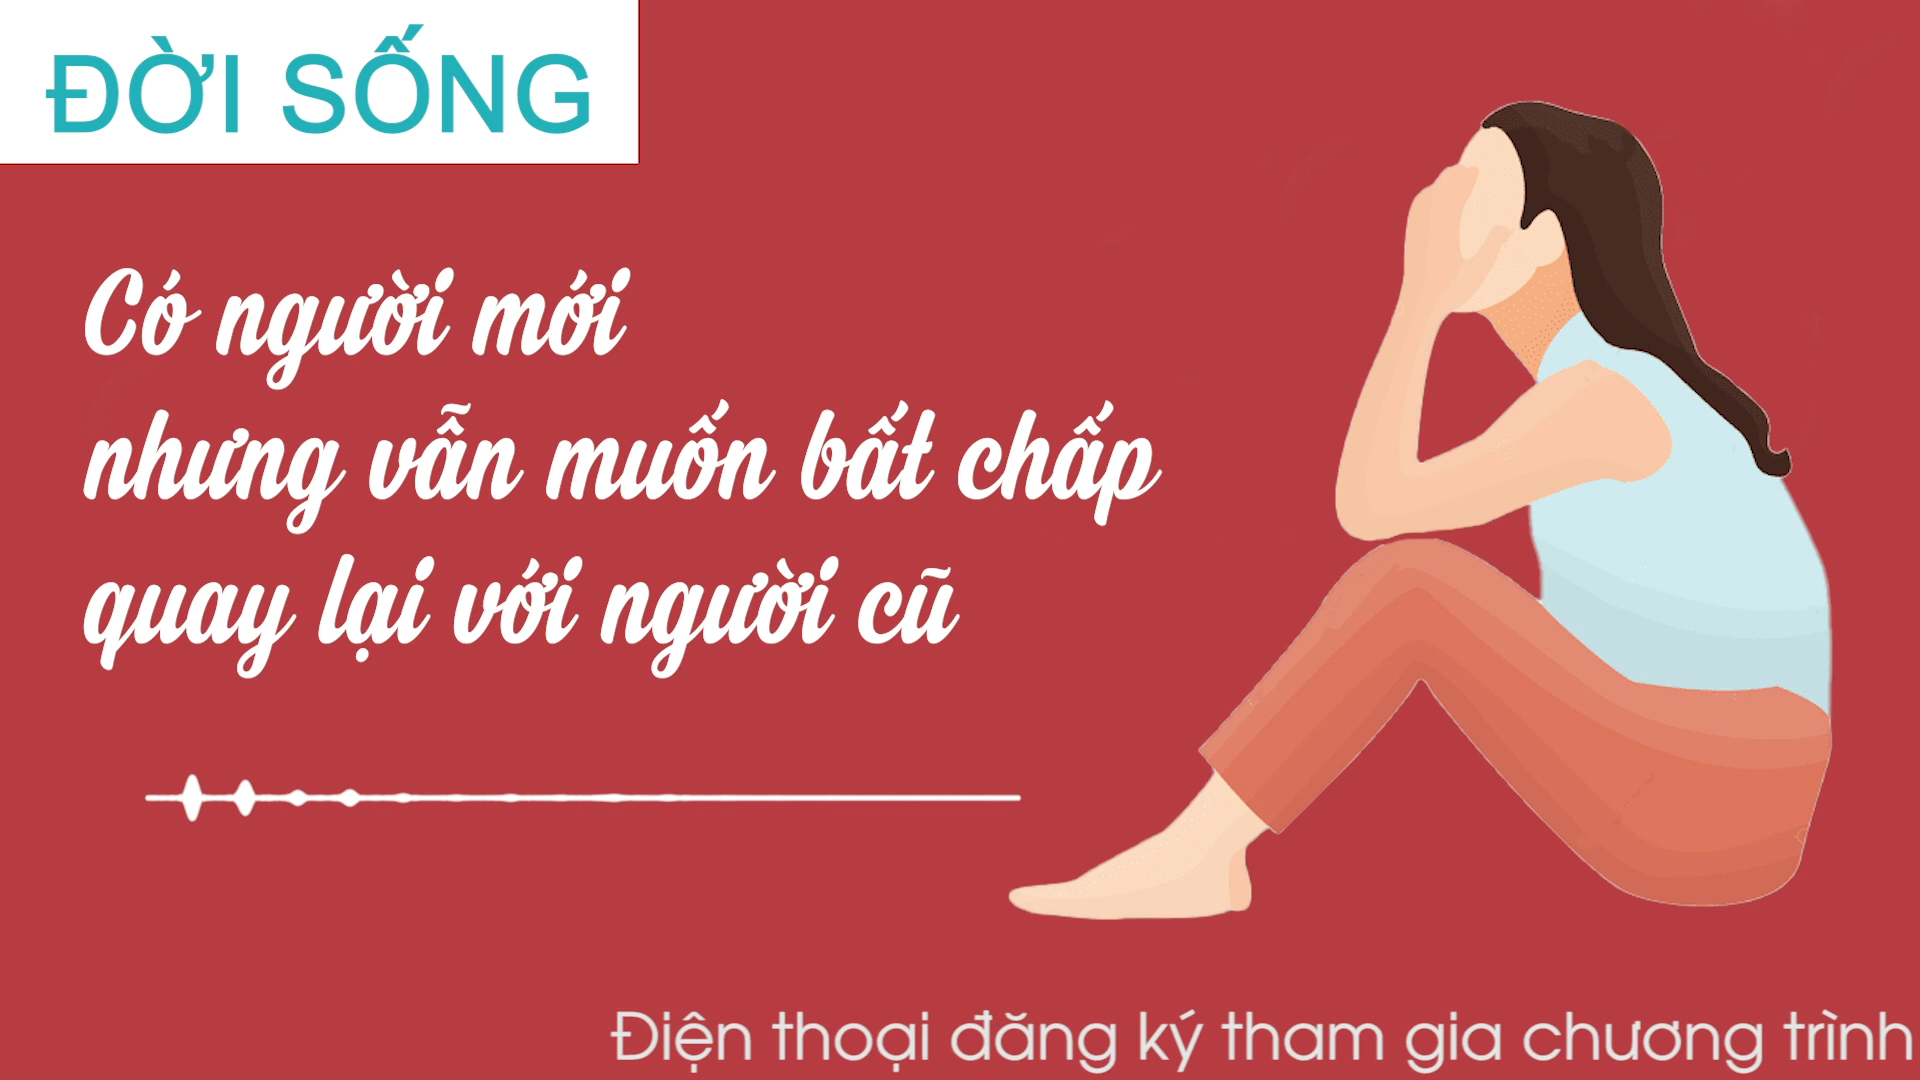 ĐỜI SỐNG
Có người mới
nhưng vẫn muốn bất chấp
quay lại với người cũ
Điện thoại đăng ký tham gia chương trình